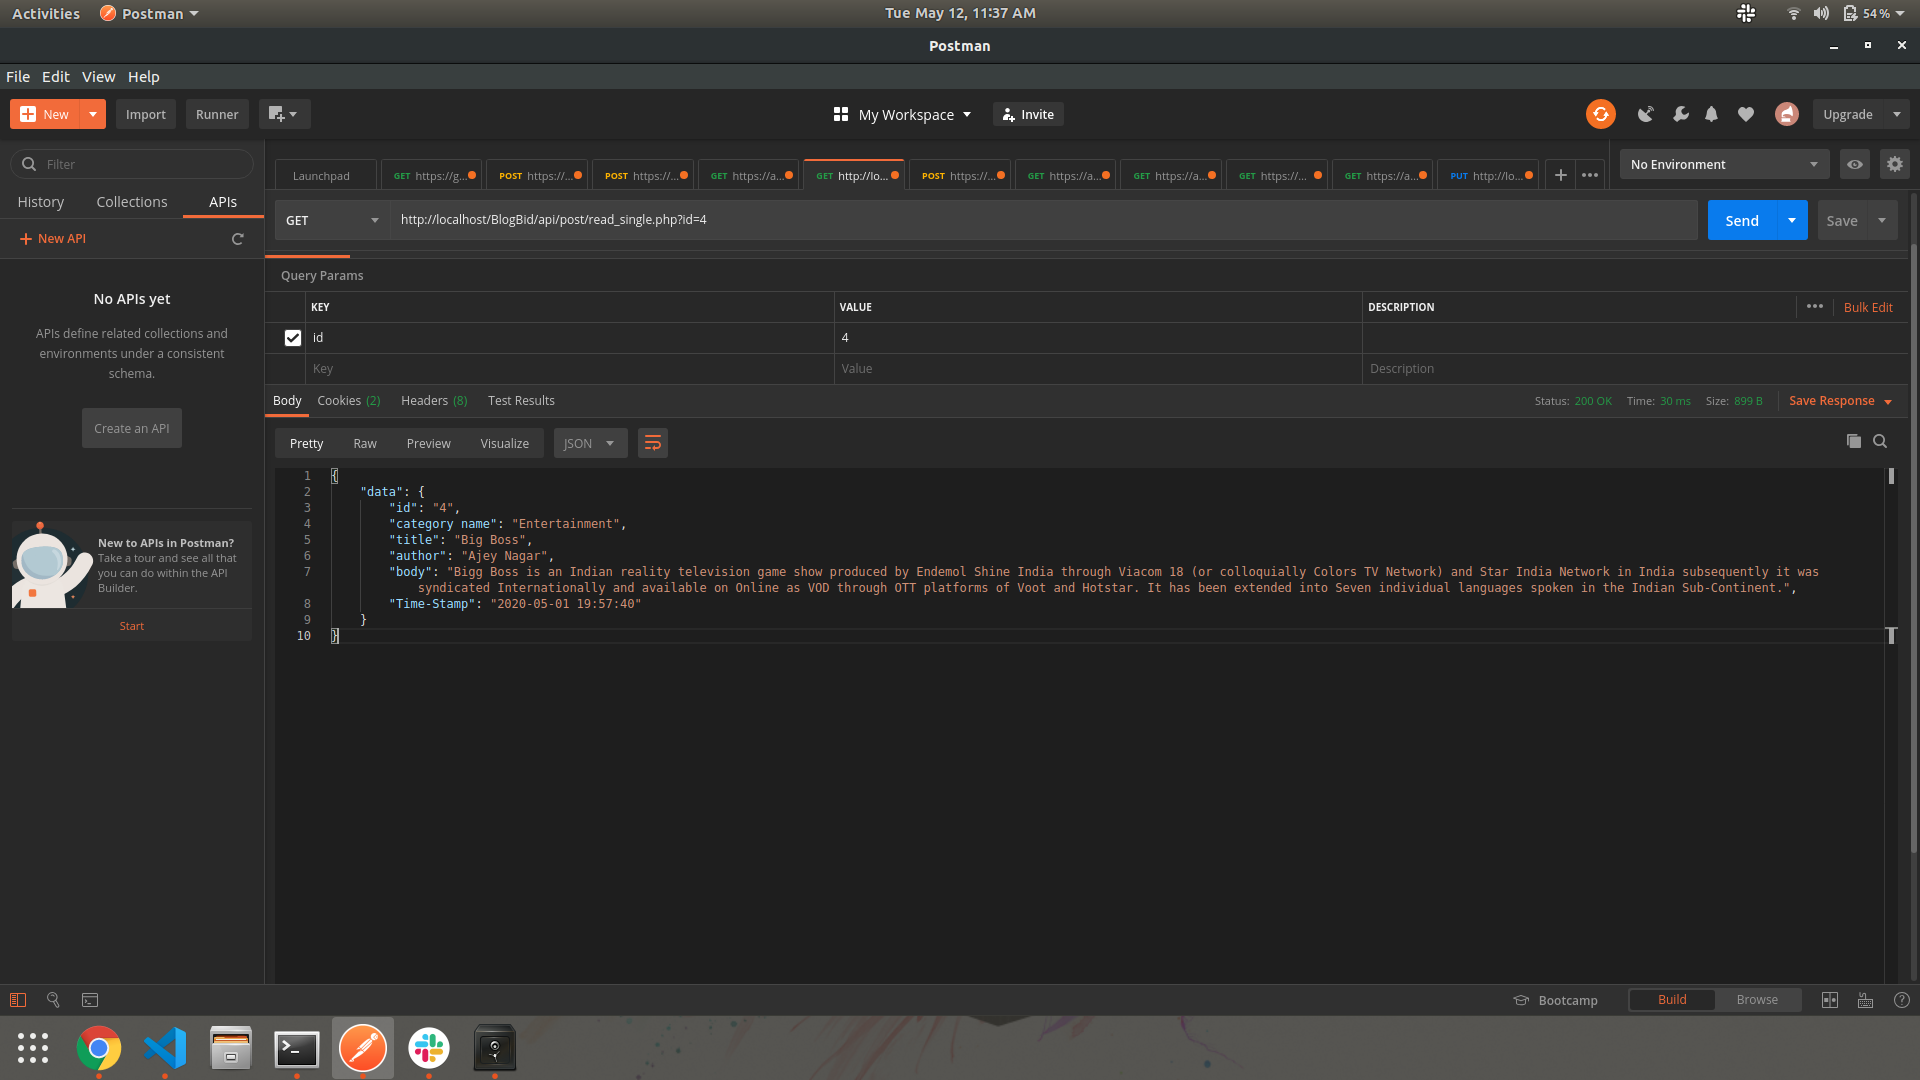 Activities Postman Tue May 12, 11:37 AM 54 %
Postman
File Edit View Help
New Import Runner My Workspace Invite Upgrade
Filter
Launchpad GET https://g... POST https://... POST https://... GET https://a... GET http://lo... POST https://... GET https://a... GET https://a... GET https://... GET https://a... PUT http://lo... No Environment
History Collections APIs
GET http://localhost/BlogBid/api/post/read_single.php?id=4 Send Save
New API
Query Params
KEY VALUE DESCRIPTION Bulk Edit
id 4
Key Value Description
No APIs yet
APIs define related collections and
environments under a consistent
schema.
Create an API
Body Cookies (2) Headers (8) Test Results Status: 200 OK Time: 30 ms Size: 899 B Save Response
Pretty Raw Preview Visualize JSON
1 {
2 "data": {
3 "id": "4",
4 "category name": "Entertainment",
5 "title": "Big Boss",
6 "author": "Ajey Nagar",
7 "body": "Bigg Boss is an Indian reality television game show produced by Endemol Shine India through Viacom 18 (or colloquially Colors TV Network) and Star India Network in India subsequently it was
syndicated Internationally and available on Online as VOD through OTT platforms of Voot and Hotstar. It has been extended into Seven individual languages spoken in the Indian Sub-Continent.",
8 "Time-Stamp": "2020-05-01 19:57:40"
9 }
10 }
New to APIs in Postman?
Take a tour and see all that
you can do within the API
Builder.
Start
Bootcamp Build Browse